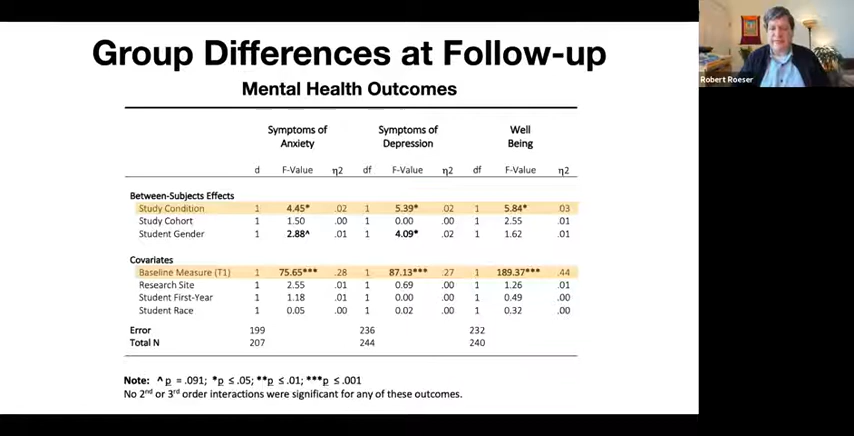 Group Differences at Follow-up
Mental Health Outcomes
Symptoms of Anxiety Symptoms of Depression Well Being
d F-Value η2 df F-Value η2 df F-Value η2
Between-Subjects Effects
Study Condition 1 4.45* .02 1 5.39* .02 1 5.84* .03
Study Cohort 1 1.50 .00 1 0.00 .00 1 2.55 .01
Student Gender 1 2.88^ .01 1 4.09* .02 1 1.62 .01
Covariates
Baseline Measure (T1) 1 75.65*** .28 1 87.13*** .27 1 189.37*** .44
Research Site 1 2.55 .01 1 0.69 .00 1 1.26 .01
Student First-Year 1 1.18 .01 1 0.00 .00 1 0.49 .00
Student Race 1 0.05 .00 1 0.02 .00 1 0.32 .00
Error 199 236 232
Total N 207 244 240
Note: ^ p = .091; *p ≤ .05; **p ≤ .01; ***p ≤ .001
No 2nd or 3rd order interactions were significant for any of these outcomes.
Robert Roeser